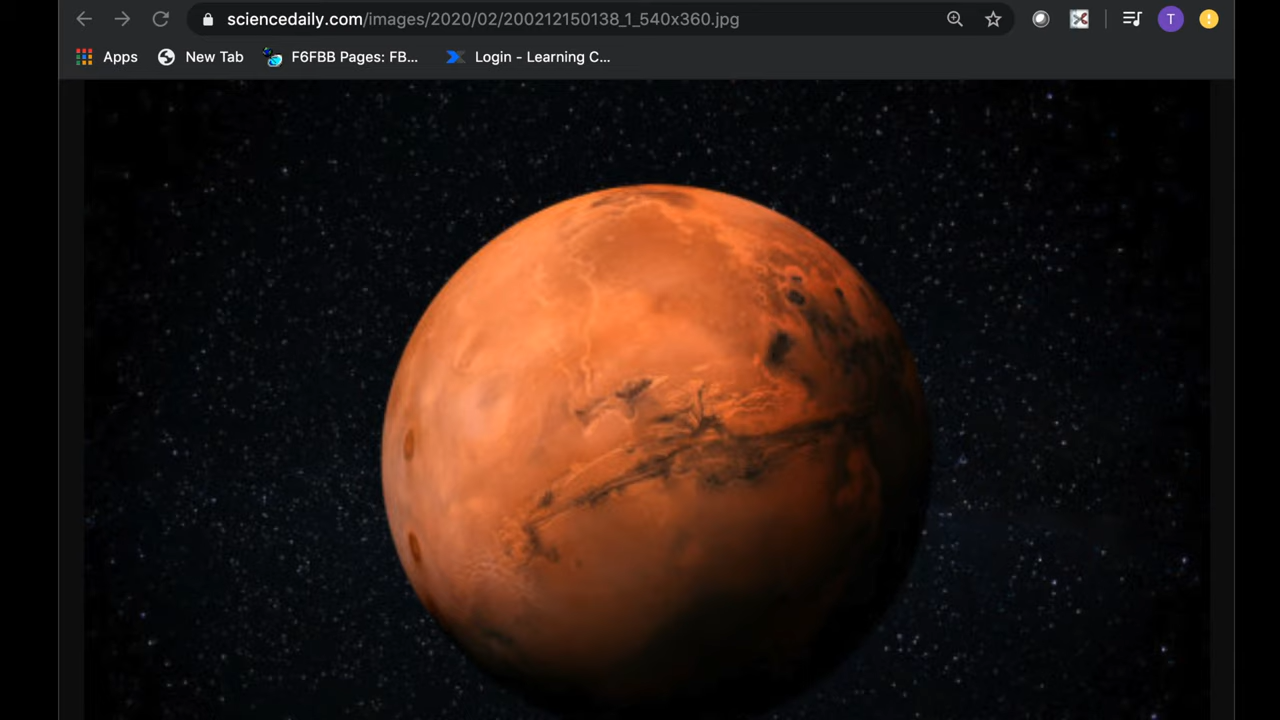 sciencedaily.com/images/2020/02/200212150138_1_540x360.jpg T
Apps New Tab F6FBB Pages: FB... Login - Learning C...